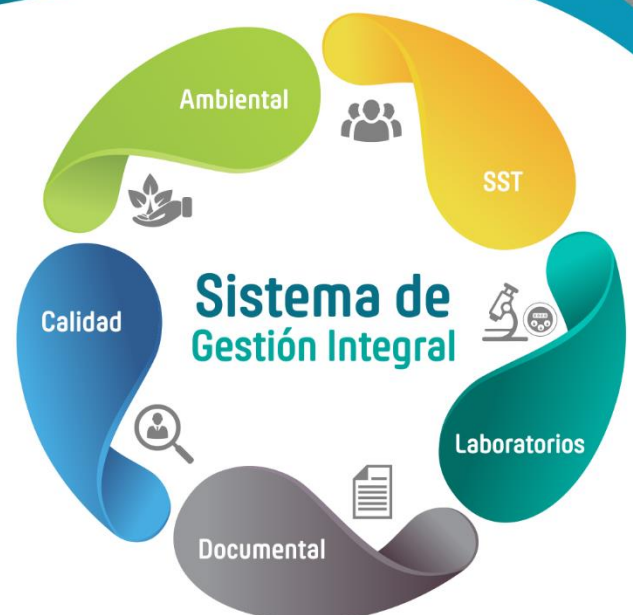 Ambiental
SST
Calidad
Sistema de
Gestión Integral
Laboratorios
Documental